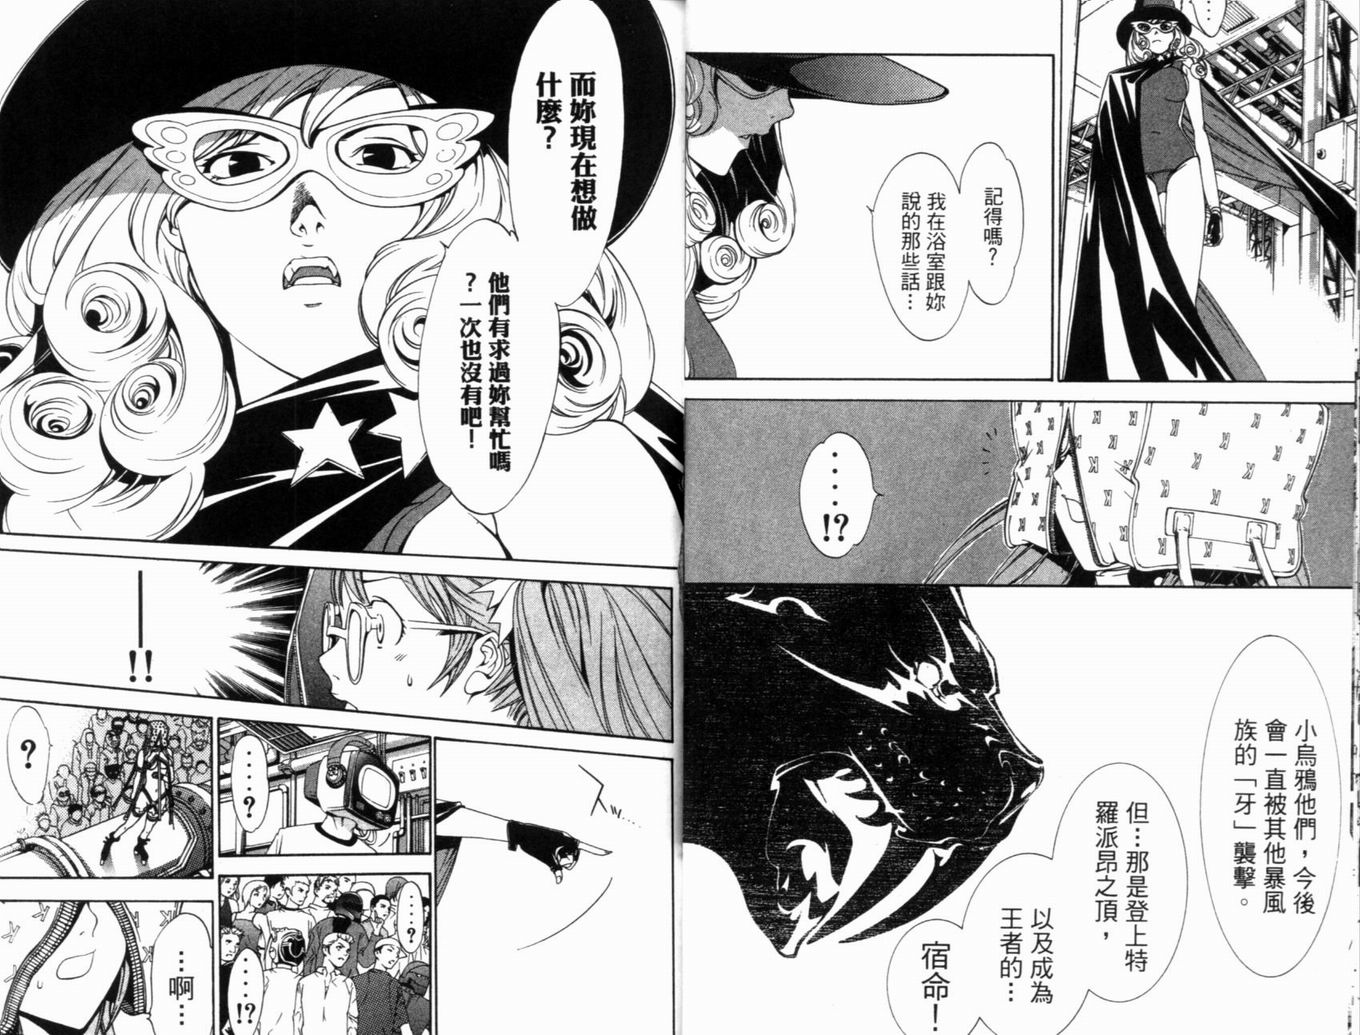 ⋯
記得嗎?
我在浴室跟妳
說的那些話⋯
⋯⋯!?
小烏鴉他們,今後
會一直被其他暴風
族的「牙」襲擊。
但⋯那是登上特
羅派昂之頂,
以及成為
王者的⋯
宿命!
而妳現在想做
什麼?
他們有求過妳幫忙嗎
?一次也沒有吧!
—!!
⋯?
?
⋯?
⋯!?
⋯啊⋯